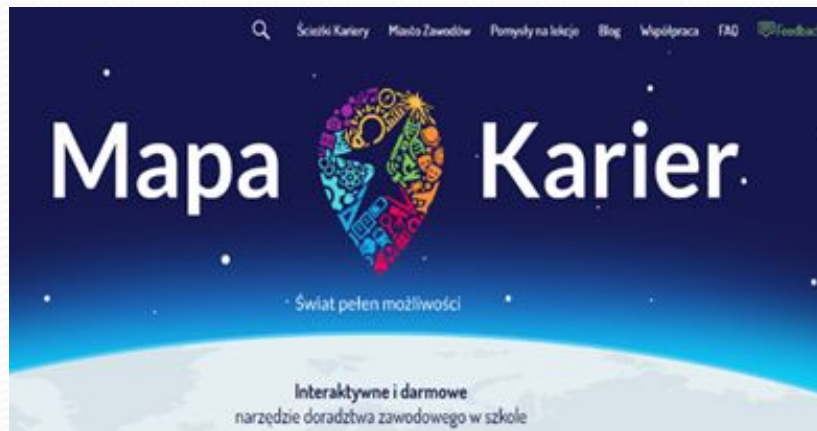 Ścieżki Kariery Miasto Zawodów Pomysły na lekcje Blog Współpraca FAQ Feedbac
Mapa Karier
Świat pełen możliwości
Interaktywne i darmowe
narzędzie doradztwa zawodowego w szkole